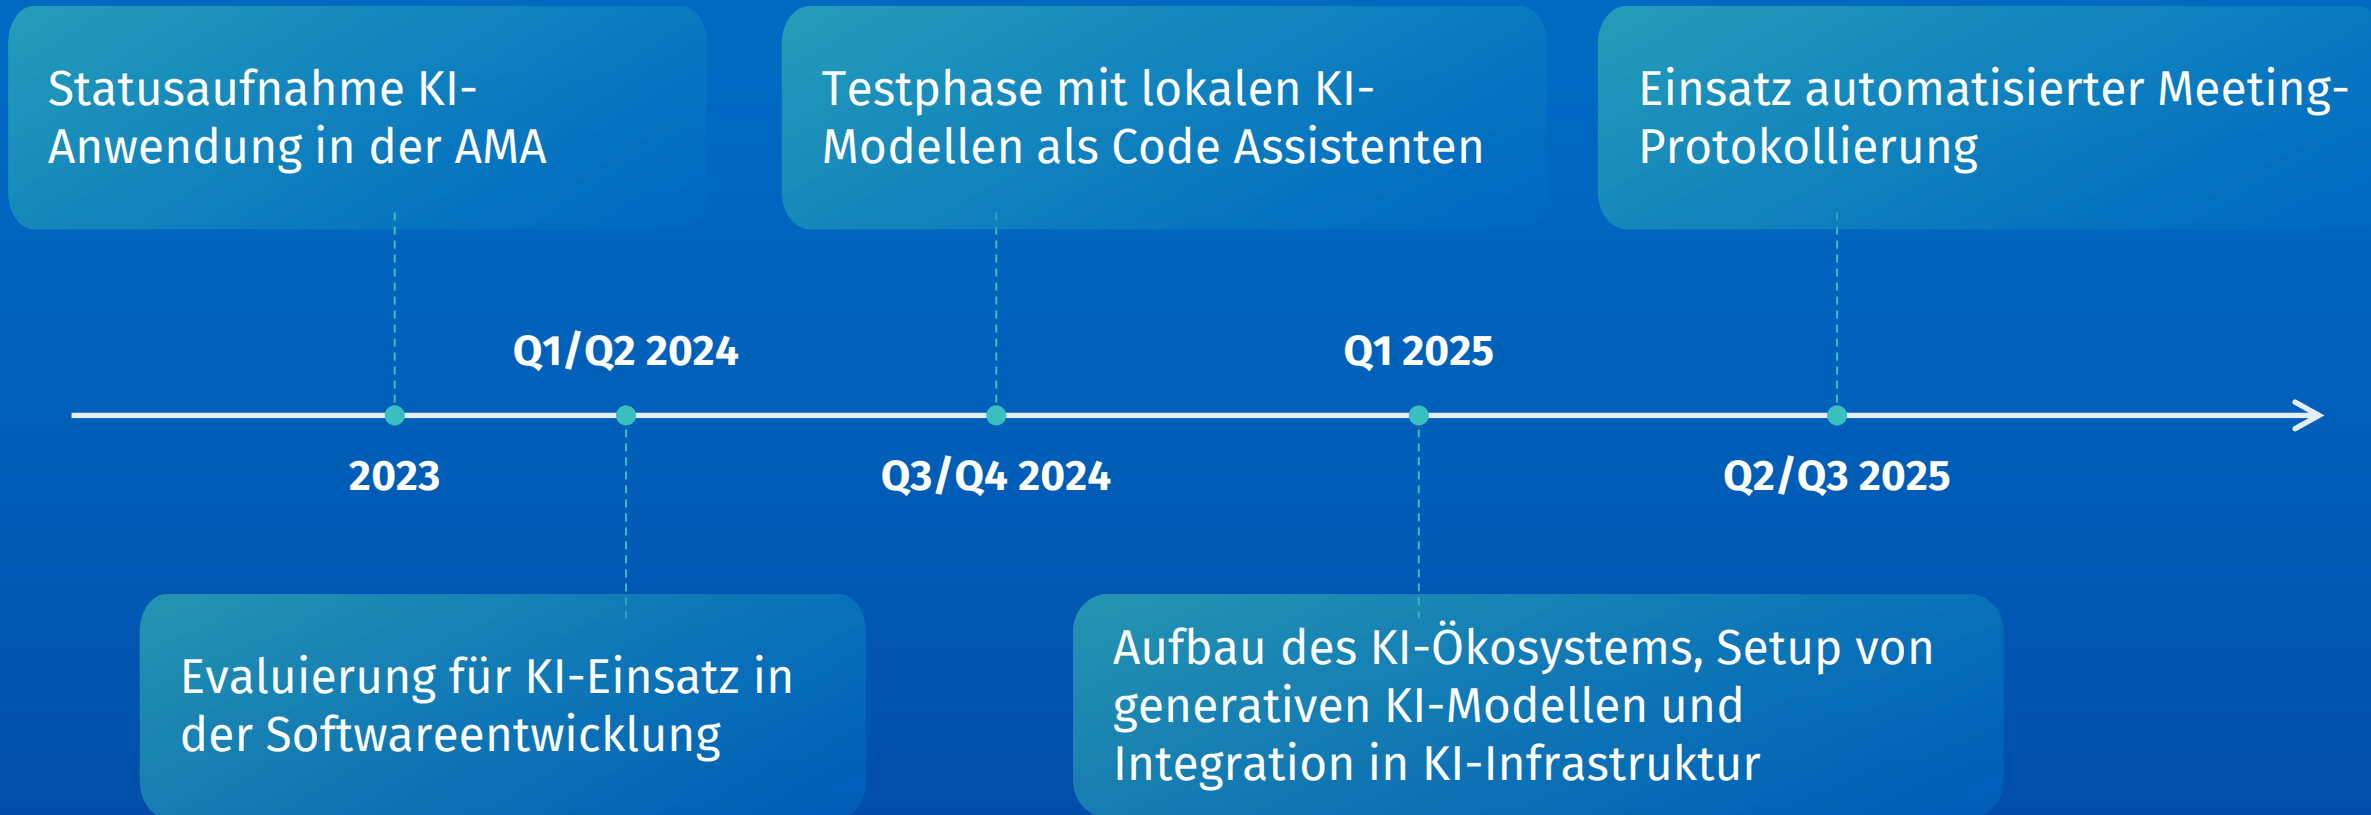 Statusaufnahme KI-
Anwendung in der AMA
Testphase mit lokalen KI-
Modellen als Code Assistenten
Einsatz automatisierter Meeting-
Protokollierung
Q1/Q2 2024
Q1 2025
2023
Q3/Q4 2024
Q2/Q3 2025
Evaluierung für KI-Einsatz in
der Softwareentwicklung
Aufbau des KI-Ökosystems, Setup von
generativen KI-Modellen und
Integration in KI-Infrastruktur